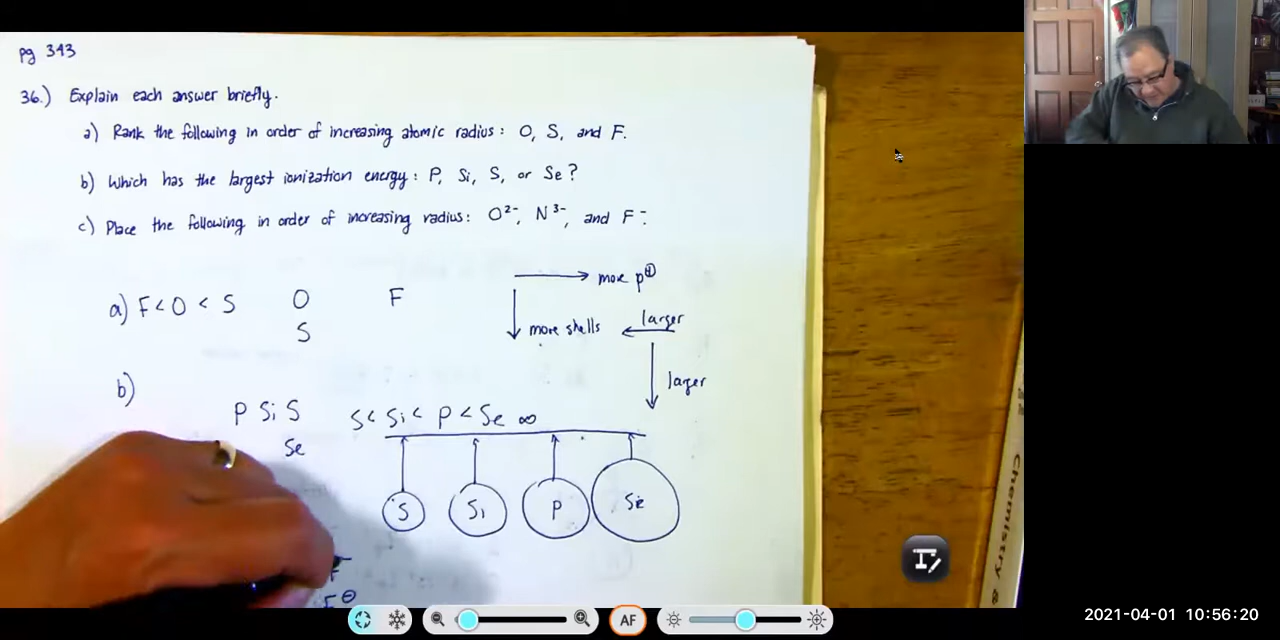 pg 343
36.) Explain each answer briefly.
a) Rank the following in order of increasing atomic radius: O, S, and F.
b) Which has the largest ionization energy: P, Si, S, or Se?
c) Place the following in order of increasing radius: O²⁻, N³⁻, and F⁻.
→ more p⊕
a) F < O < S O F
S
↓ more shells
larger
←
↓ larger
b)
P Si S
Se
S < Si < P < Se ∞
S Si P Se
F⊖
Chemistry &
AF
2021-04-01 10:56:20